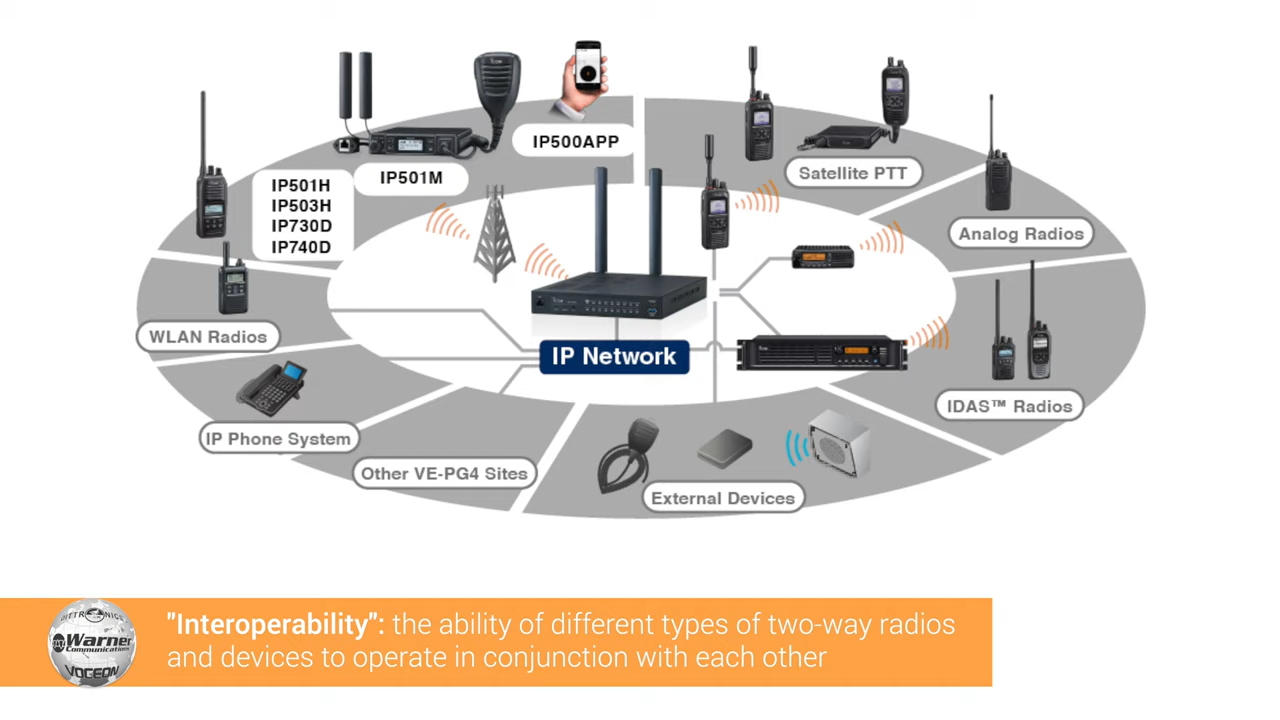 IP500APP
IP501M
IP501H
IP503H
IP730D
IP740D
Satellite PTT
Analog Radios
WLAN Radios
IP Network
IDAS™ Radios
IP Phone System
Other VE-PG4 Sites
External Devices
"Interoperability": the ability of different types of two-way radios
and devices to operate in conjunction with each other
DITTRONICS
Warner
Communications
VOCEON